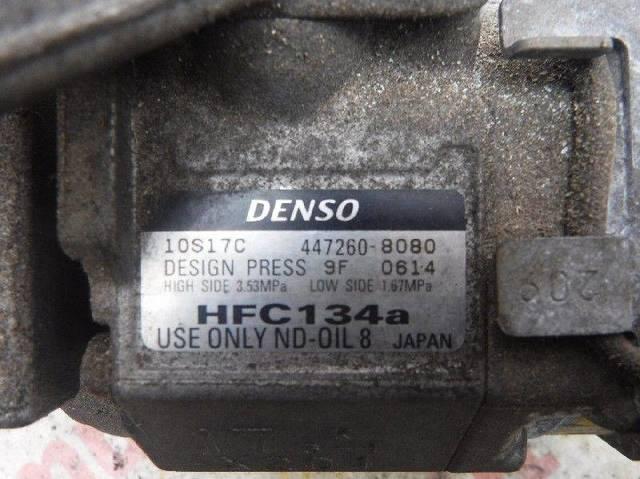 DENSO
10S17C 447260-8080
DESIGN PRESS 9F 0614
HIGH SIDE 3.53MPa LOW SIDE 1.67MPa
HFC134a
USE ONLY ND-OIL 8 JAPAN